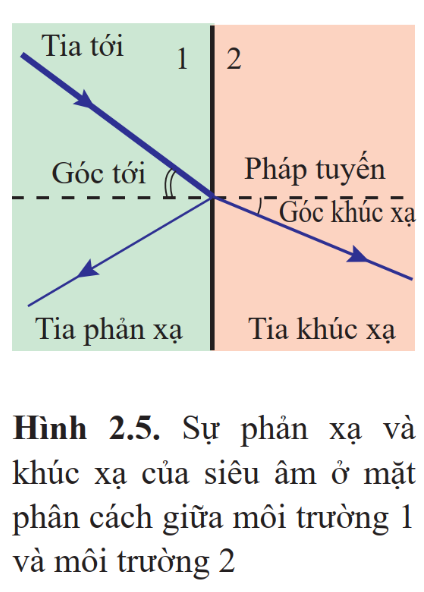 Tia tới
1 2
Góc tới
Pháp tuyến
Góc khúc xạ
Tia phản xạ
Tia khúc xạ
Hình 2.5. Sự phản xạ và
khúc xạ của siêu âm ở mặt
phân cách giữa môi trường 1
và môi trường 2